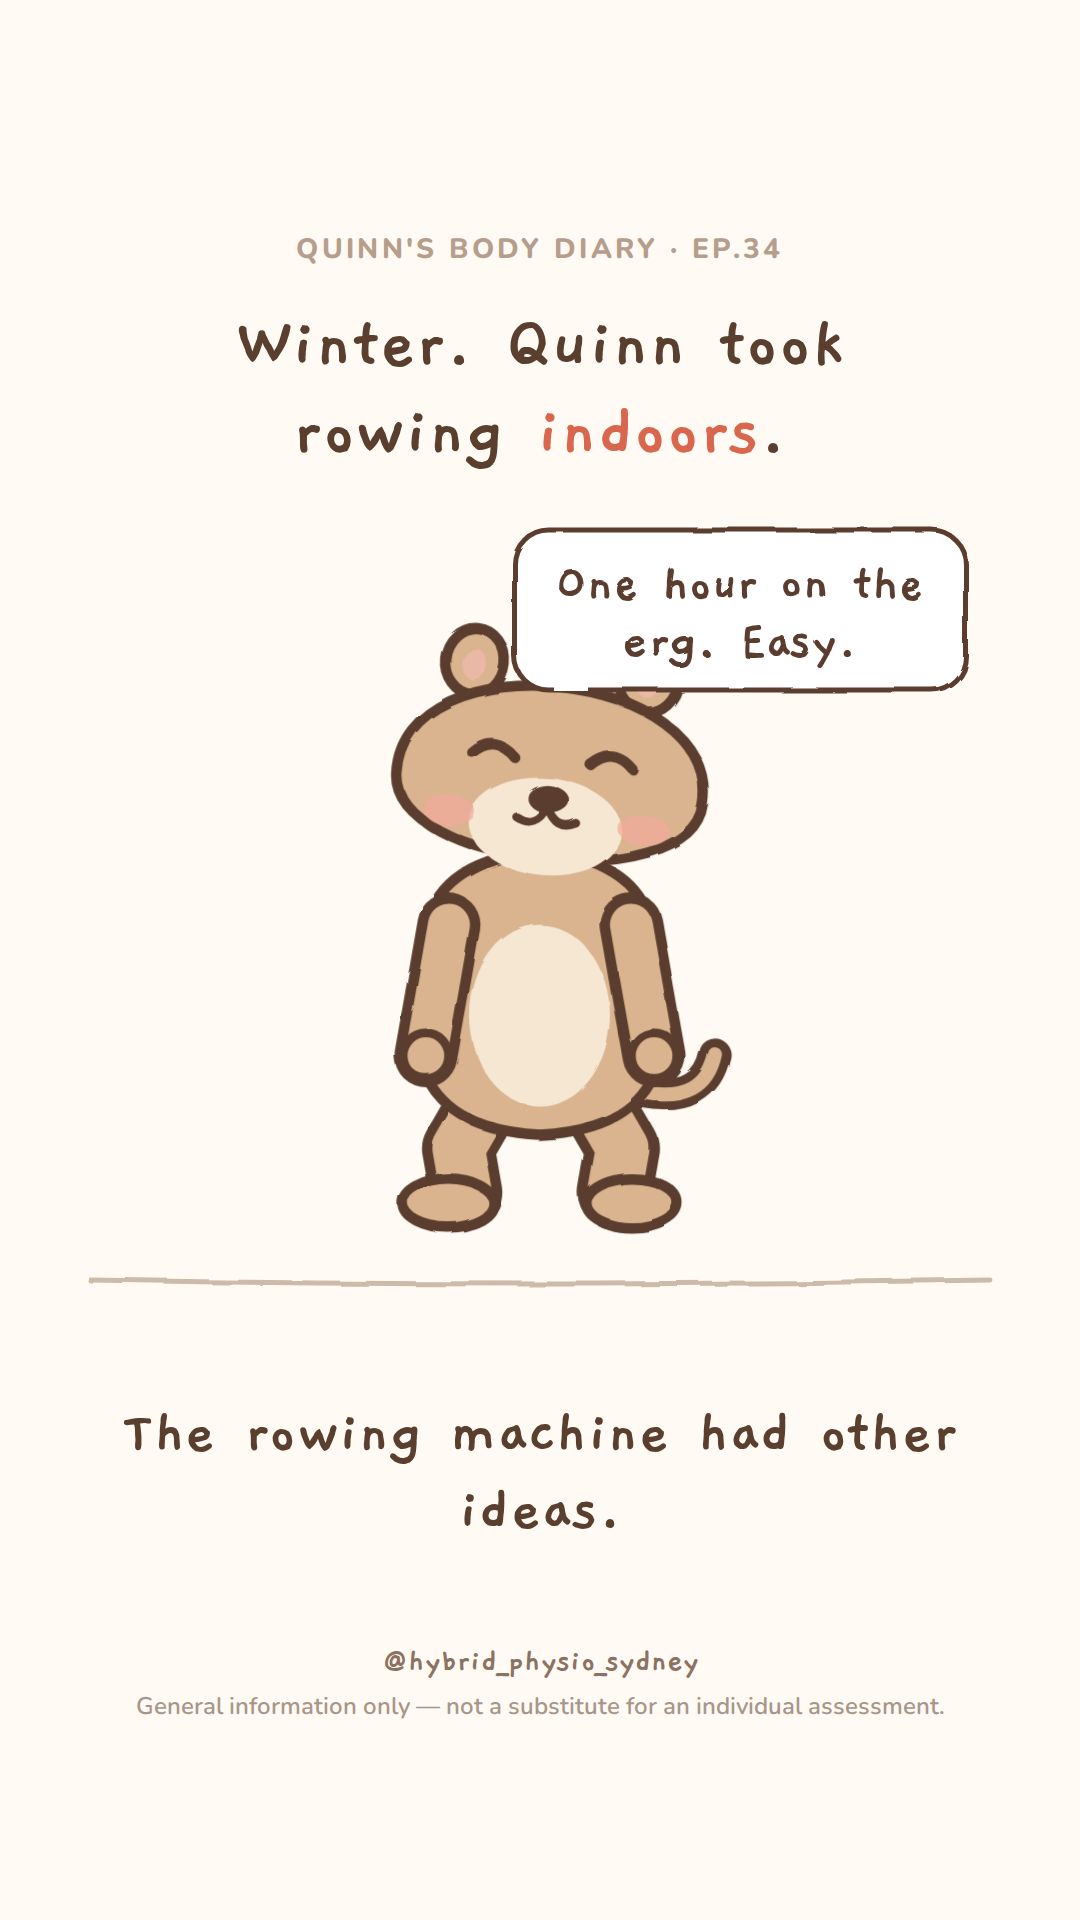 QUINN'S BODY DIARY · EP.34
Winter. Quinn took
rowing indoors.
One hour on the
erg. Easy.
The rowing machine had other
ideas.
@hybrid_physio_sydney
General information only — not a substitute for an individual assessment.